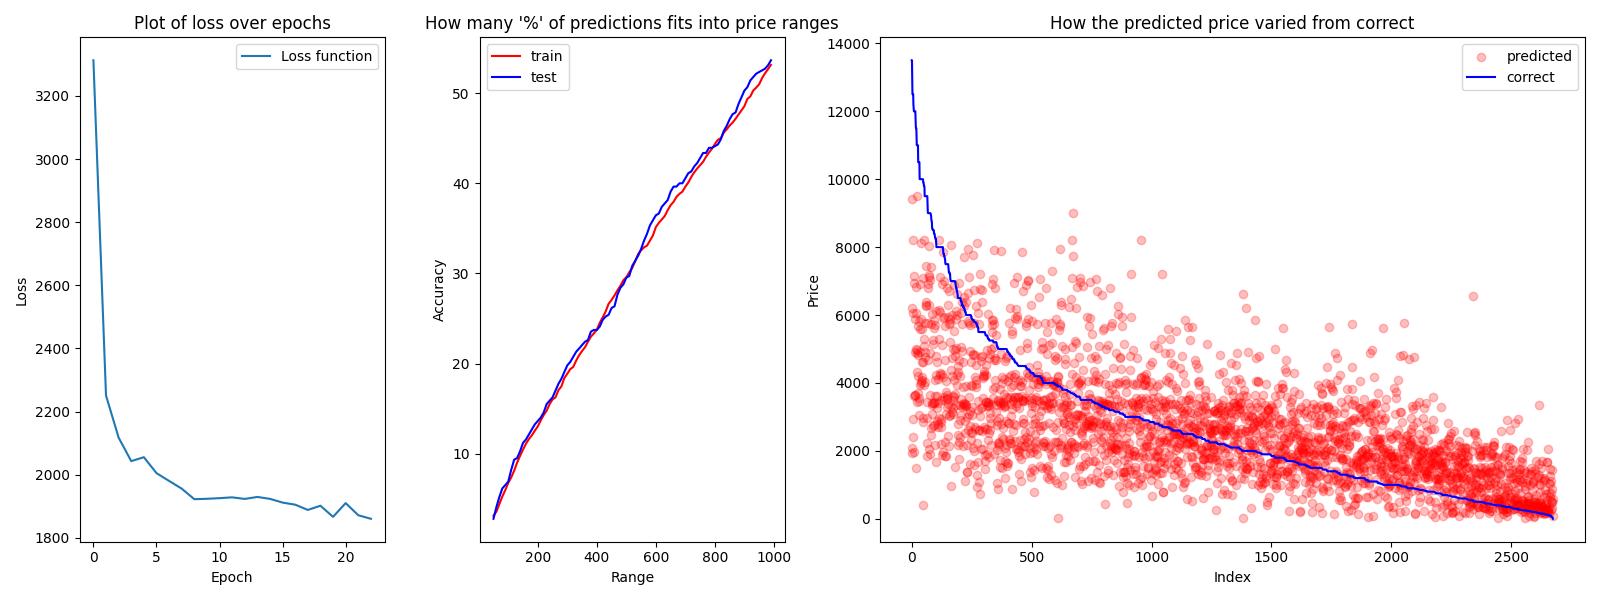 Plot of loss over epochs
Loss function
3200
3000
2800
2600
2400
2200
2000
1800
Loss
0 5 10 15 20
Epoch
How many '%' of predictions fits into price ranges
train
test
50
40
30
20
10
Accuracy
200 400 600 800 1000
Range
How the predicted price varied from correct
predicted
correct
14000
12000
10000
8000
6000
4000
2000
0
Price
0 500 1000 1500 2000 2500
Index